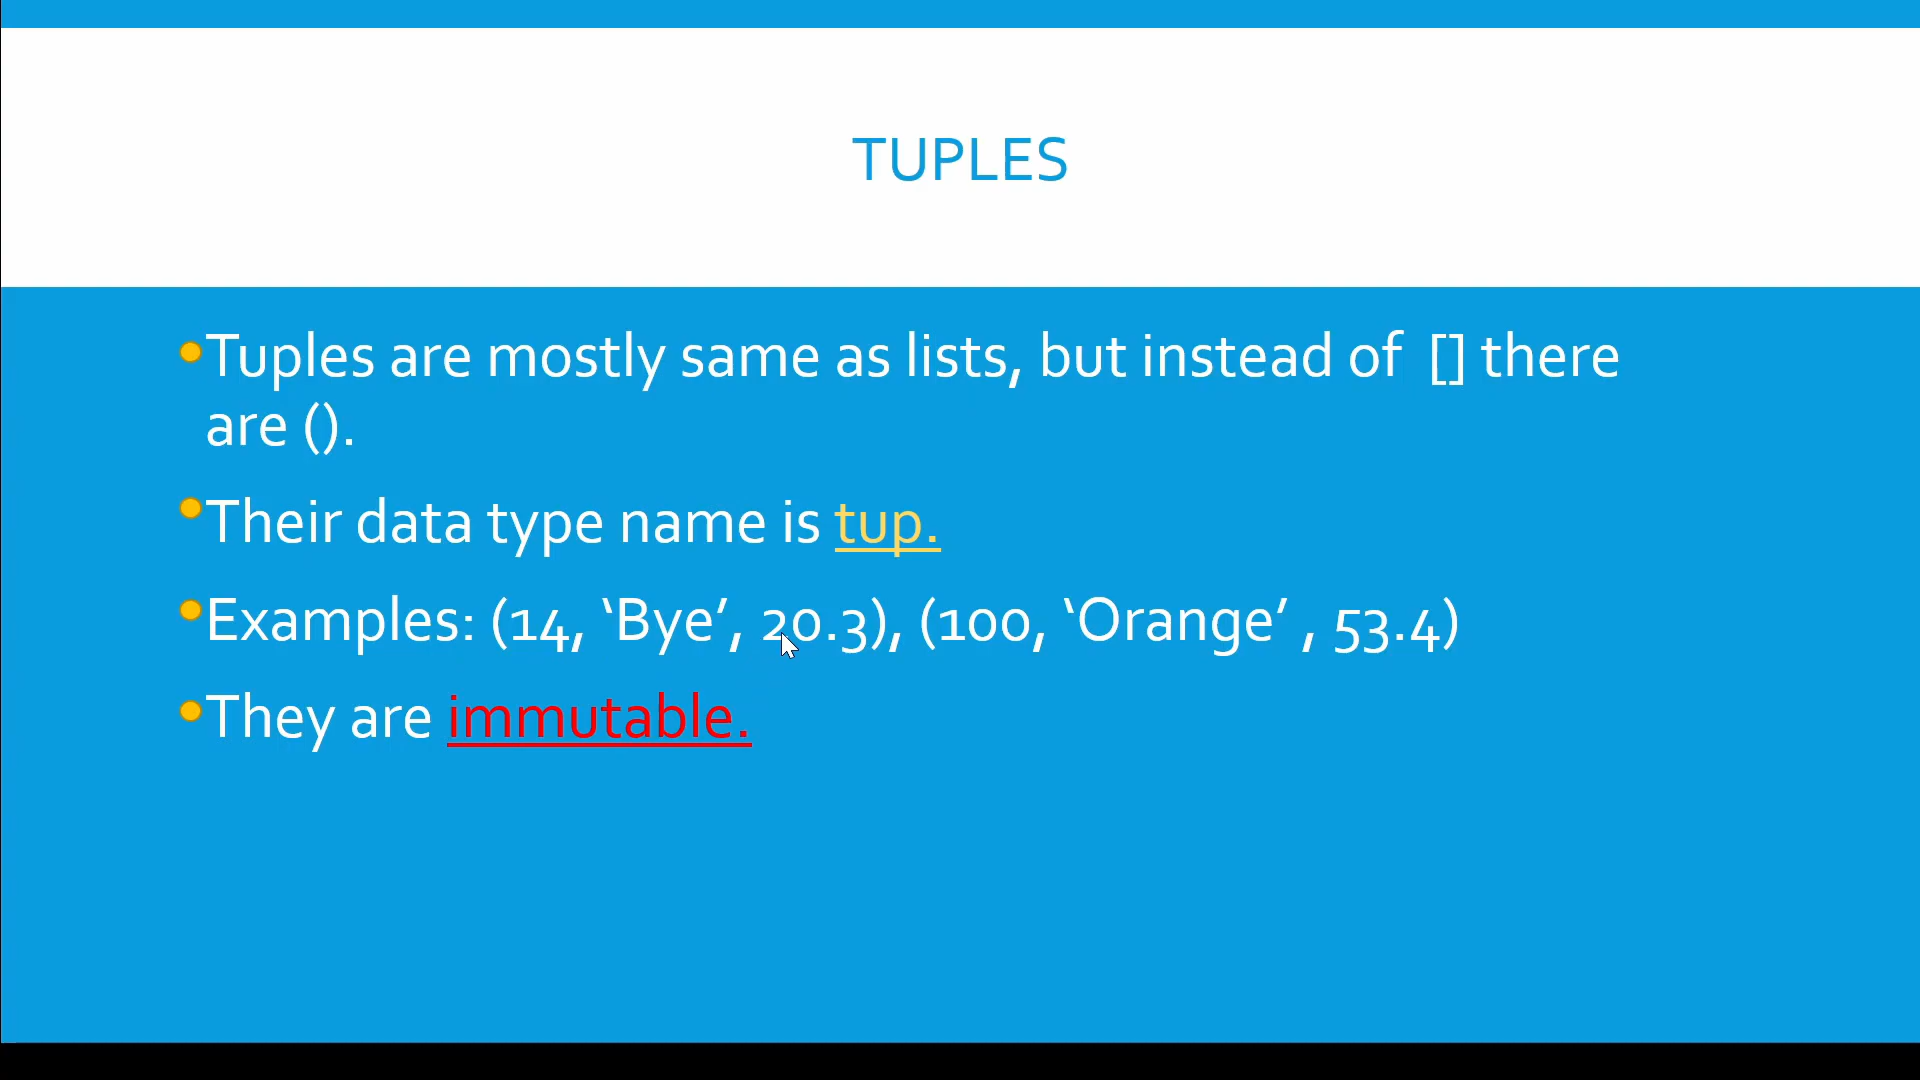 TUPLES
Tuples are mostly same as lists, but instead of  [] there
are ().
Their data type name is tup.
Examples: (14, ‘Bye’, 20.3), (100, ‘Orange’ , 53.4)
They are immutable.